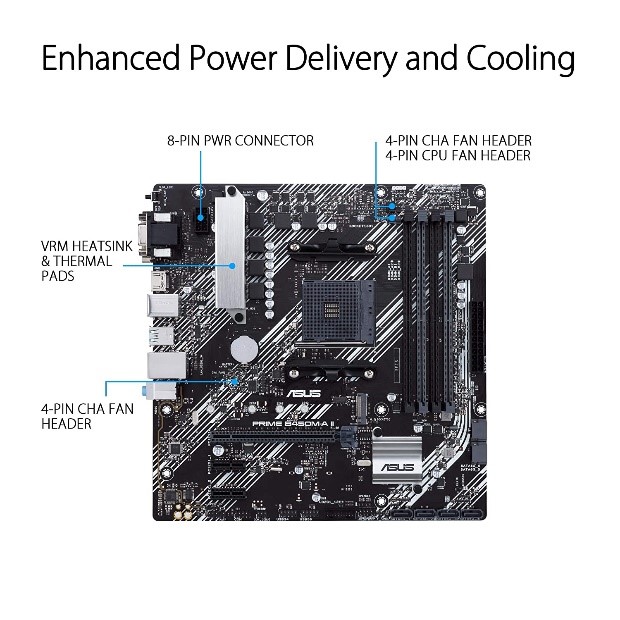 Enhanced Power Delivery and Cooling
8-PIN PWR CONNECTOR
4-PIN CHA FAN HEADER
4-PIN CPU FAN HEADER
VRM HEATSINK
& THERMAL
PADS
4-PIN CHA FAN
HEADER
ASUS
PRIME B450M-A II
ASUS